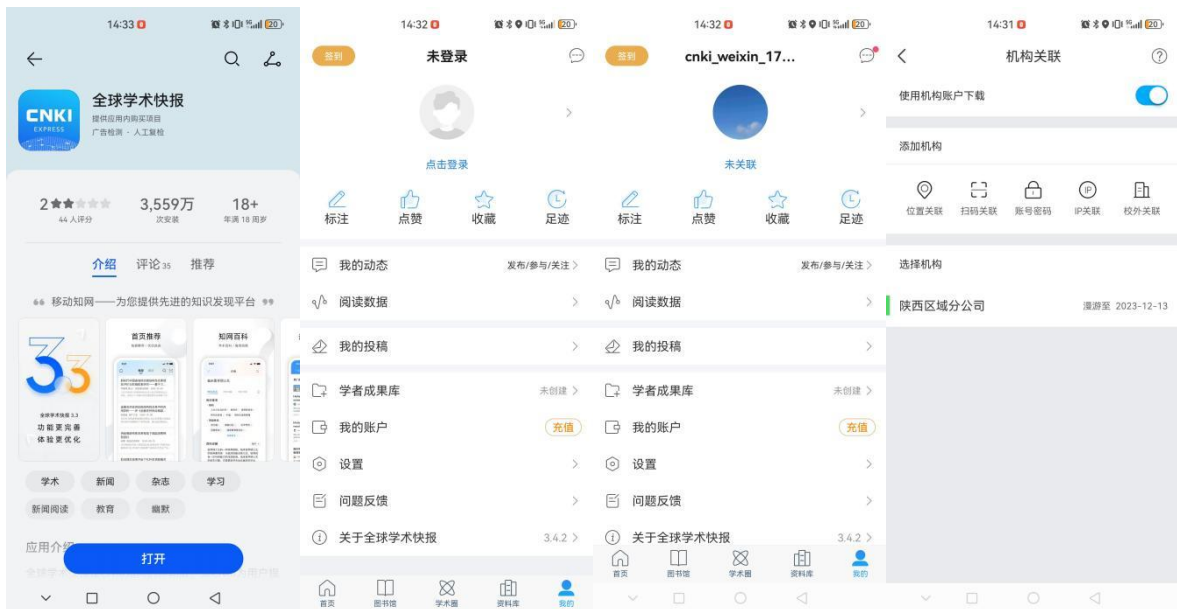 14:33
20
CNKI
EXPRESS
全球学术快报
提供应用内购买项目
广告检测 · 人工复检
2
44 人评分
3,559万
次安装
18+
年满 18 周岁
介绍
评论 35
推荐
移动知网——为您提供先进的知识发现平台
3.3
全球学术快报 3.3
功能更完善
体验更优化
首页推荐
知网百科
学术
新闻
杂志
学习
新闻阅读
教育
幽默
应用介绍
打开
14:32
20
签到
未登录
点击登录
标注
点赞
收藏
足迹
我的动态
发布/参与/关注
阅读数据
我的投稿
学者成果库
未创建
我的账户
充值
设置
问题反馈
关于全球学术快报
3.4.2
首页
图书馆
学术圈
资料库
我的
14:32
20
签到
cnki_weixin_17...
未关联
标注
点赞
收藏
足迹
我的动态
发布/参与/关注
阅读数据
我的投稿
学者成果库
未创建
我的账户
充值
设置
问题反馈
关于全球学术快报
3.4.2
首页
图书馆
学术圈
资料库
我的
14:31
20
机构关联
使用机构账户下载
添加机构
位置关联
扫码关联
账号密码
IP
IP关联
校外关联
选择机构
陕西区域分公司
漫游至 2023-12-13